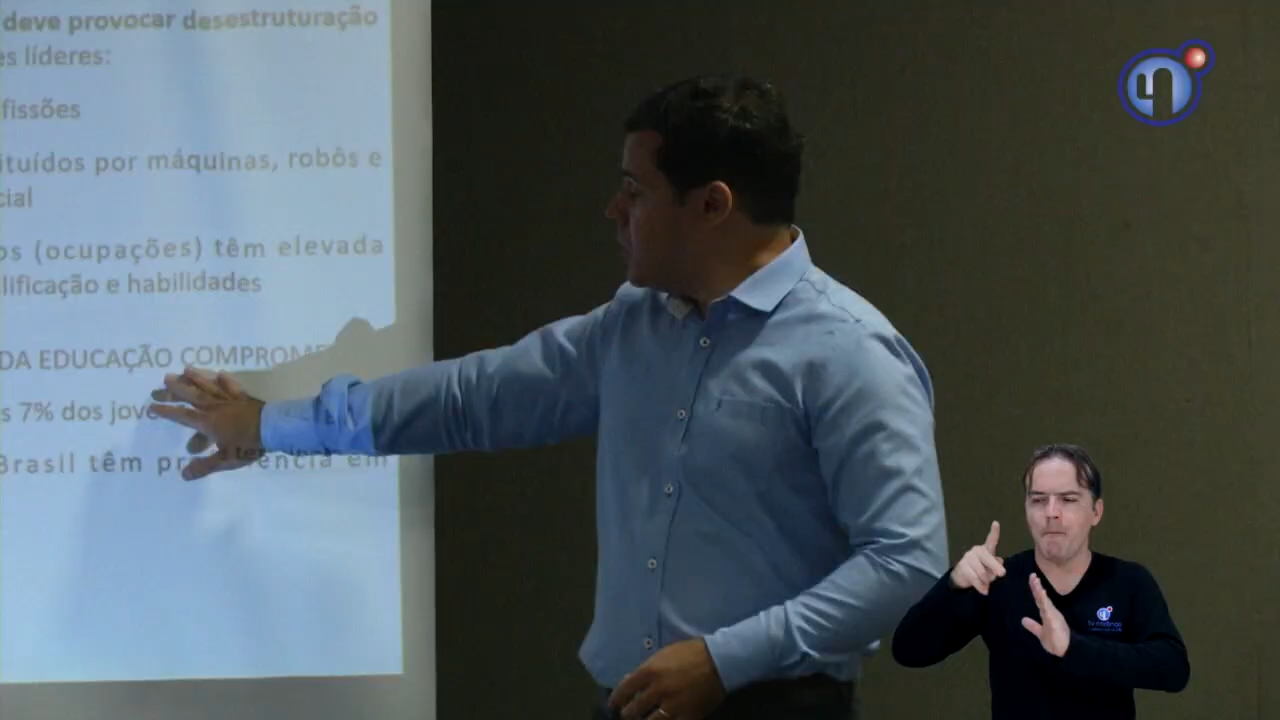 deve provocar desestruturação
es líderes:
fissões
ituídos por máquinas, robôs e
cial
os (ocupações) têm elevada
lificação e habilidades
DA EDUCAÇÃO
s 7% dos
Brasil têm em